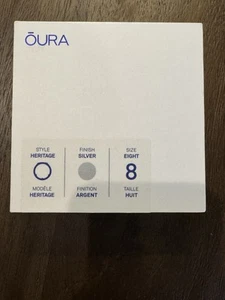 ŌURA
STYLE
HERITAGE
MODÈLE
HERITAGE
FINISH
SILVER
FINITION
ARGENT
SIZE
EIGHT
8
TAILLE
HUIT